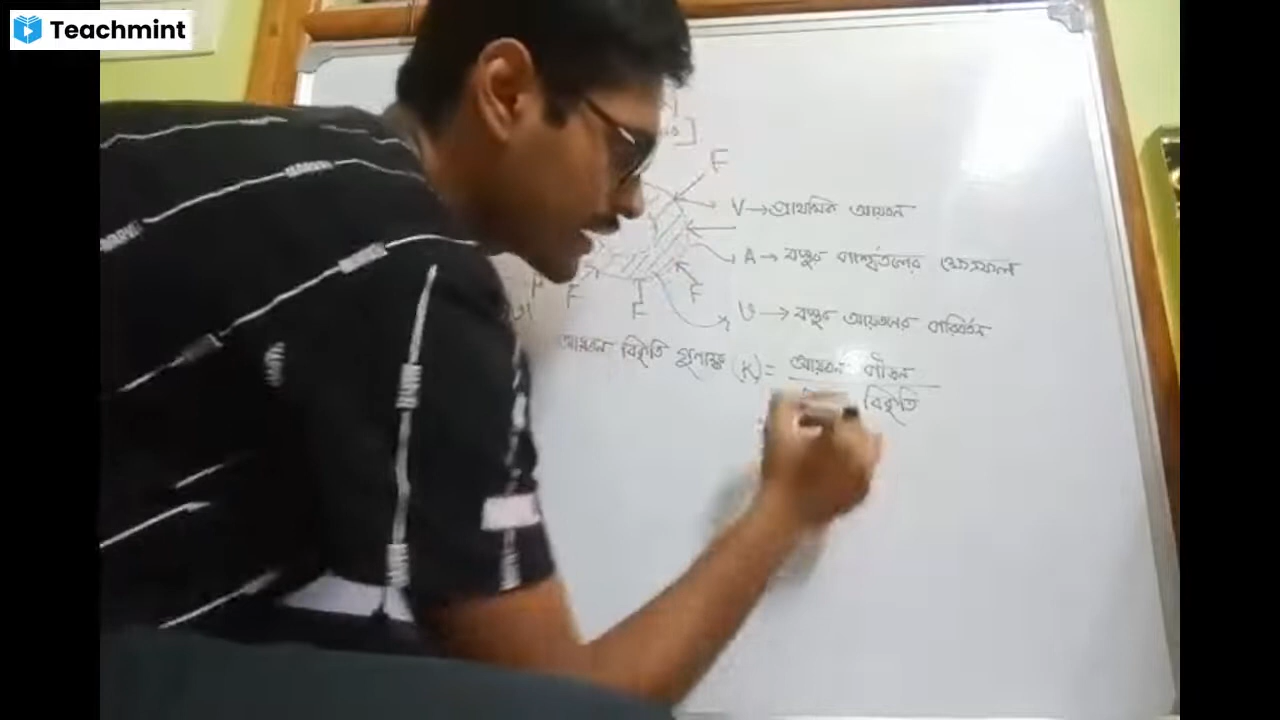 Teachmint
F
V → প্রাথমিক আয়তন
A → বস্তুর বাহ্যতলের ক্ষেত্রফল
F F F
v → বস্তুর আয়তনের পরিবর্তন
আয়তন বিকৃতি গুণাঙ্ক (K) = আয়তন পীড়ন
বিকৃতি